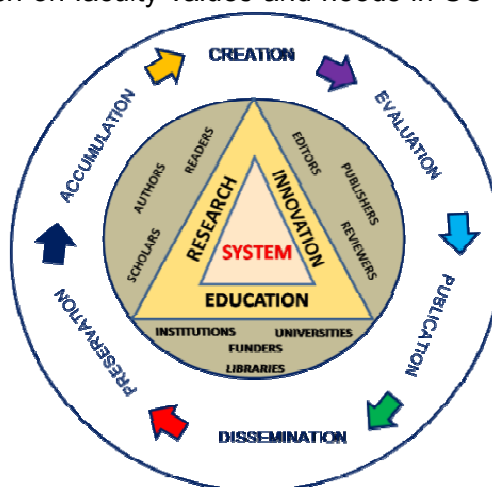 on faculty values and needs in
CREATION
EVALUATION
PUBLICATION
DISSEMINATION
PRESERVATION
ACCUMULATION
SCHOLARS
AUTHORS
READERS
EDITORS
PUBLISHERS
REVIEWERS
RESEARCH
INNOVATION
SYSTEM
EDUCATION
INSTITUTIONS
UNIVERSITIES
FUNDERS
LIBRARIES